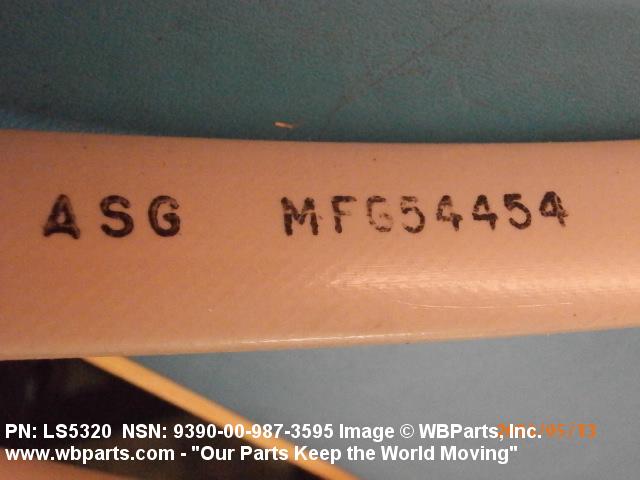 ASG MFG54454
PN: LS5320 NSN: 9390-00-987-3595 Image © WBParts, Inc.
www.wbparts.com - "Our Parts Keep the World Moving"